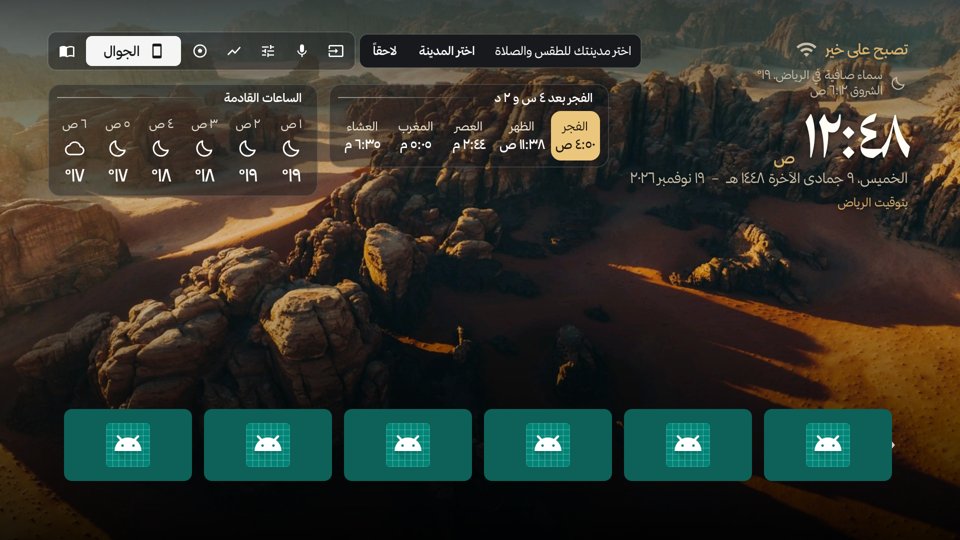 تصبح على خير
سماء صافية في الرياض، ١٩°
الشروق ٦:١٢ ص
١٢:٤٨ ص
الخميس، ٩ جمادى الآخرة ١٤٤٨ هـ – ١٩ نوفمبر ٢٠٢٦
بتوقيت الرياض
اختر مدينتك للطقس والصلاة
اختر المدينة
لاحقاً
الجوال
الفجر بعد ٤ س و ٢ د
الفجر الظهر العصر المغرب العشاء
٤:٥٠ ص ١١:٣٨ ص ٢:٤٤ م ٥:٠٥ م ٦:٣٥ م
الساعات القادمة
١ ص ٢ ص ٣ ص ٤ ص ٥ ص ٦ ص
١٩° ١٩° ١٨° ١٨° ١٧° ١٧°